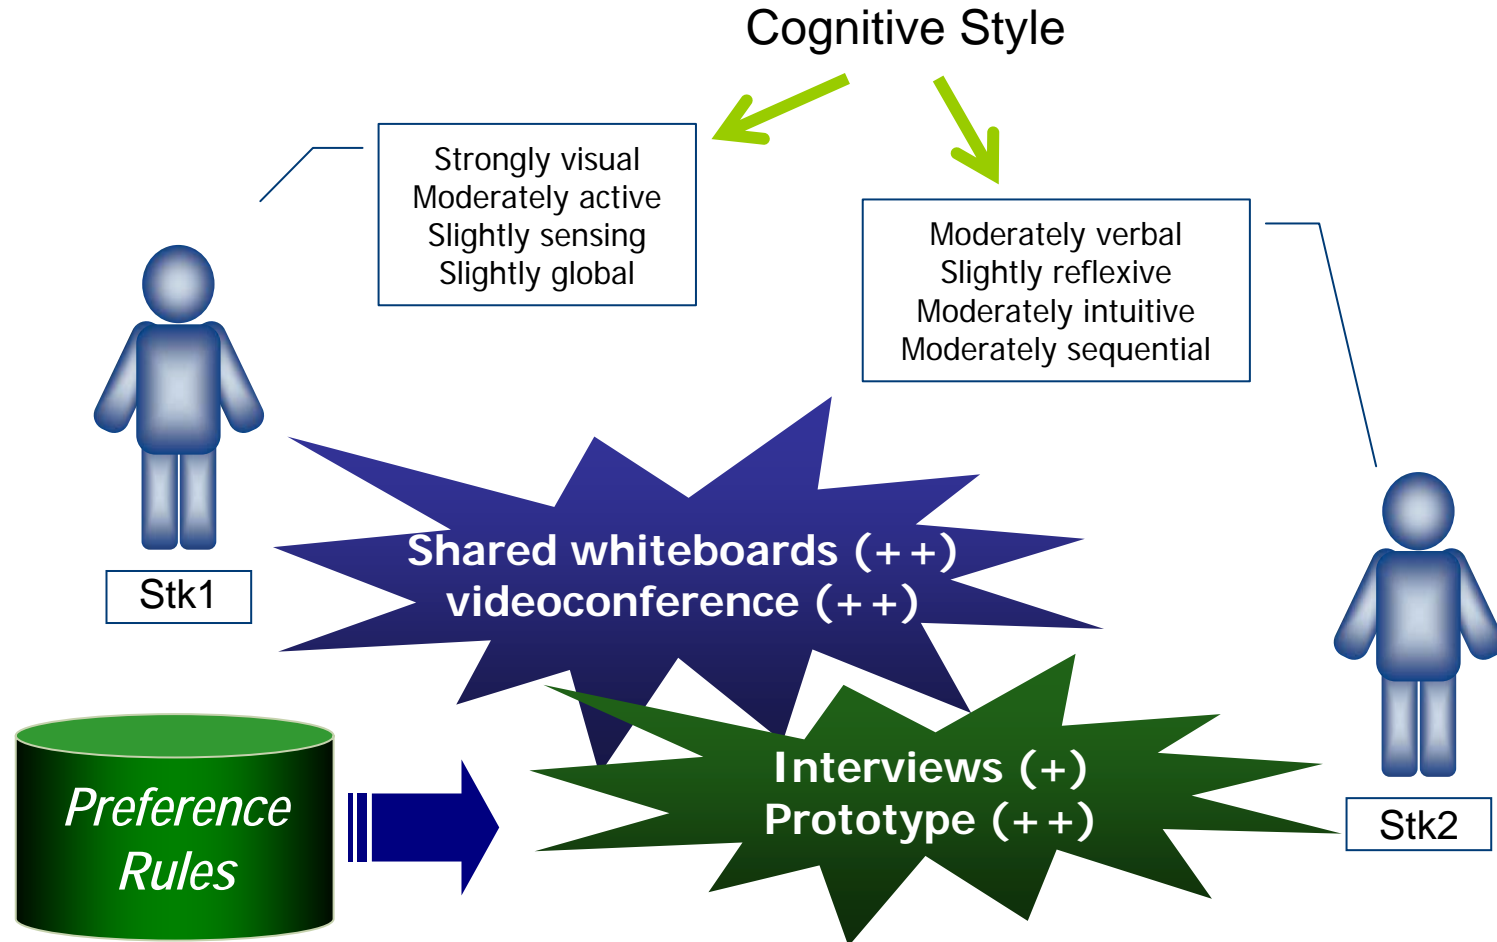 Cognitive Style
Strongly visual
Moderately active
Slightly sensing
Slightly global
Moderately verbal
Slightly reflexive
Moderately intuitive
Moderately sequential
Shared whiteboards (++)
videoconference (++)
Stk1
Interviews (+)
Prototype (++)
Stk2
Preference
Rules